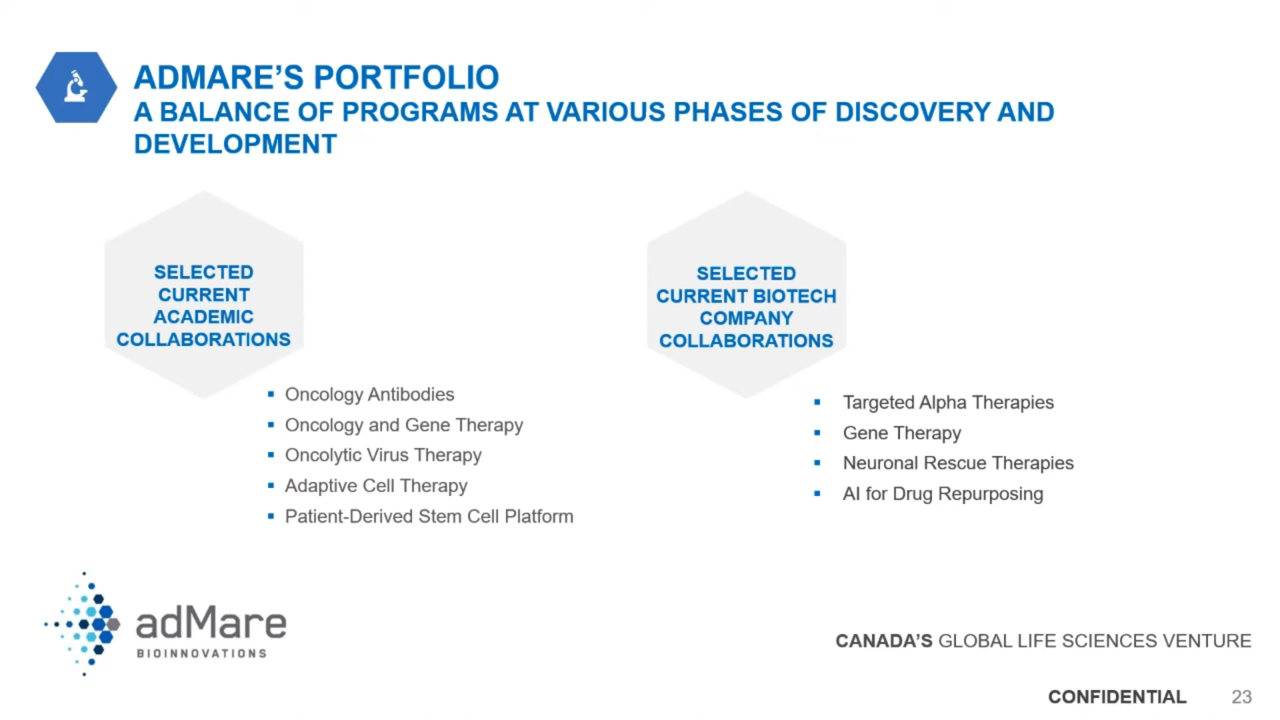 ADMARE'S PORTFOLIO
A BALANCE OF PROGRAMS AT VARIOUS PHASES OF DISCOVERY AND
DEVELOPMENT
SELECTED
CURRENT
ACADEMIC
COLLABORATIONS
▪ Oncology Antibodies
▪ Oncology and Gene Therapy
▪ Oncolytic Virus Therapy
▪ Adaptive Cell Therapy
▪ Patient-Derived Stem Cell Platform
SELECTED
CURRENT BIOTECH
COMPANY
COLLABORATIONS
▪ Targeted Alpha Therapies
▪ Gene Therapy
▪ Neuronal Rescue Therapies
▪ AI for Drug Repurposing
adMare
BIOINNOVATIONS
CANADA'S GLOBAL LIFE SCIENCES VENTURE
CONFIDENTIAL 23